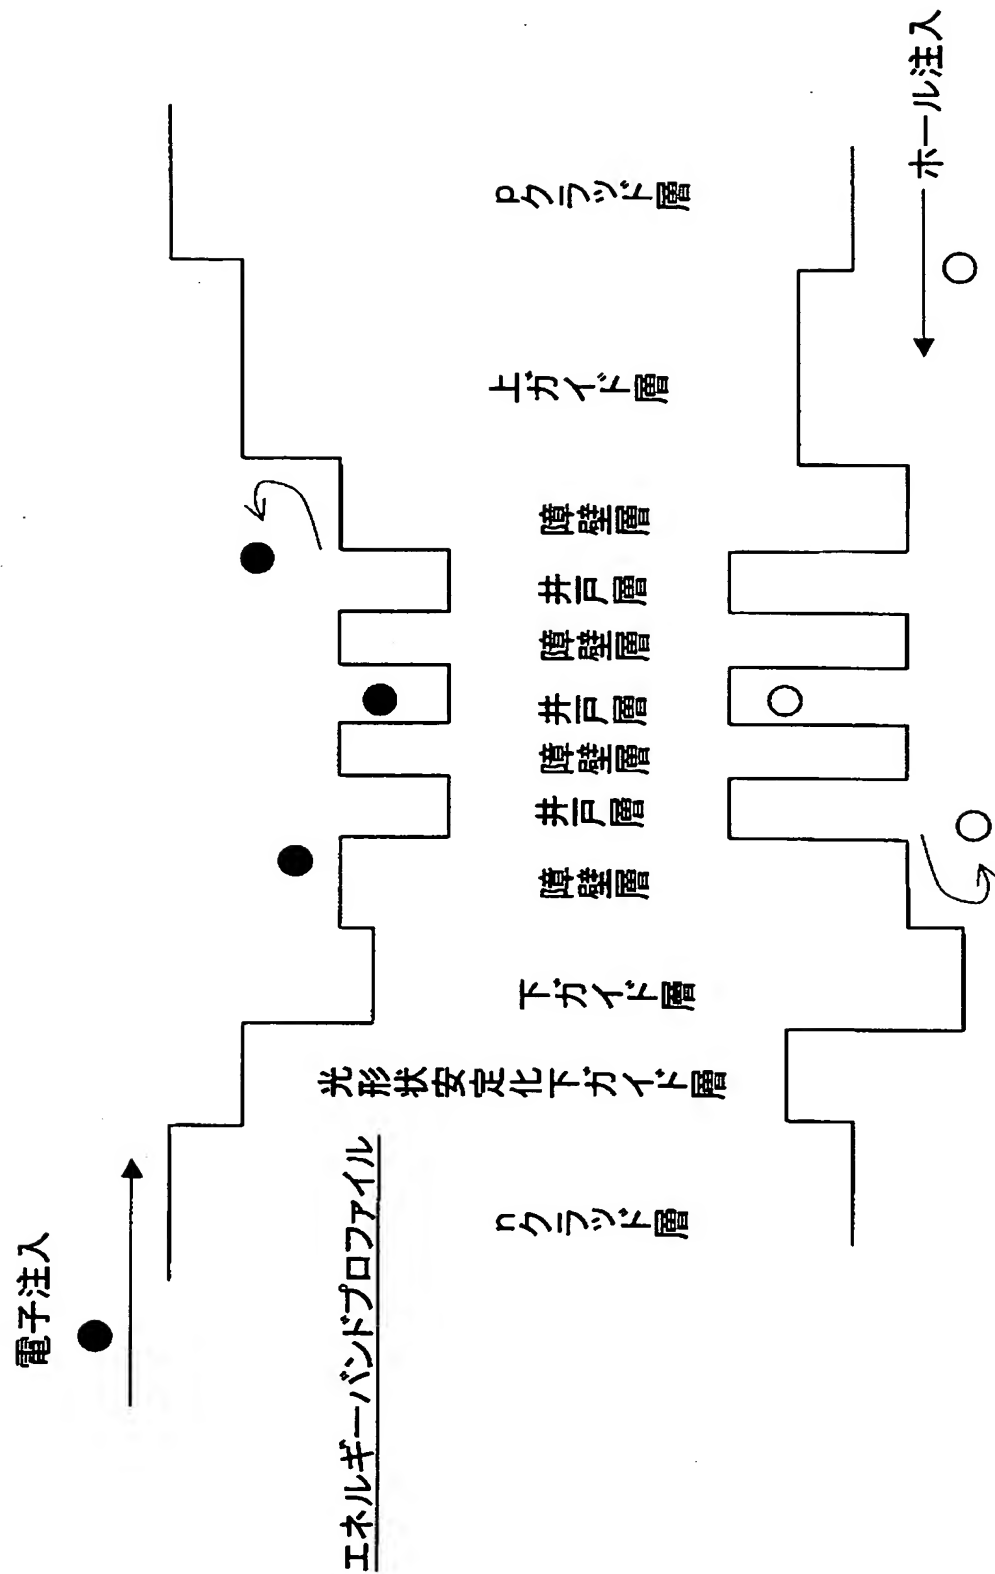 電子注入
エネルギーバンドプロファイル
nクラッド層
光形状安定化下ガイド層
下ガイド層
障壁層
井戸層
障壁層
井戸層
障壁層
井戸層
障壁層
上ガイド層
pクラッド層
ホール注入